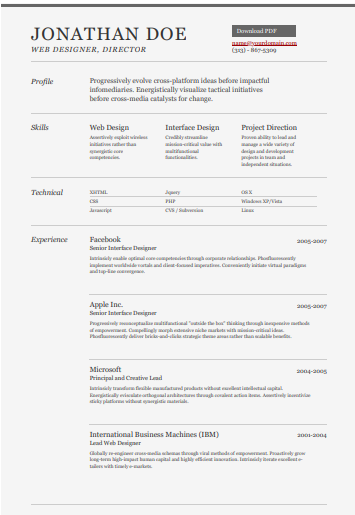 JONATHAN DOE
WEB DESIGNER, DIRECTOR
Download PDF
name@yourdomain.com
(313) - 867-5309
Profile
Progressively evolve cross-platform ideas before impactful
infomediaries. Energistically visualize tactical initiatives
before cross-media catalysts for change.
Skills
Web Design
Assertively exploit wireless
initiatives rather than
synergistic core
competencies.
Interface Design
Credibly streamline
mission-critical value with
multifunctional
functionalities.
Project Direction
Proven ability to lead and
manage a wide variety of
design and development
projects in team and
independent situations.
Technical
XHTML
Jquery
OS X
CSS
PHP
Windows XP/Vista
Javascript
CVS / Subversion
Linux
Experience
Facebook
2005-2007
Senior Interface Designer
Intrinsicly enable optimal core competencies through corporate relationships. Phosfluorescently
implement worldwide vortals and client-focused imperatives. Conveniently initiate virtual paradigms
and top-line convergence.
Apple Inc.
2005-2007
Senior Interface Designer
Progressively reconceptualize multifunctional "outside the box" thinking through inexpensive methods
of empowerment. Compellingly morph extensive niche markets with mission-critical ideas.
Phosfluorescently deliver bricks-and-clicks strategic theme areas rather than scalable benefits.
Microsoft
2004-2005
Principal and Creative Lead
Intrinsicly transform flexible manufactured products without excellent intellectual capital.
Energistically evisculate orthogonal architectures through covalent action items. Assertively incentivize
sticky platforms without synergistic materials.
International Business Machines (IBM)
2001-2004
Lead Web Designer
Globally re-engineer cross-media schemas through viral methods of empowerment. Proactively grow
long-term high-impact human capital and highly efficient innovation. Intrinsicly iterate excellent e-
tailers with timely e-markets.